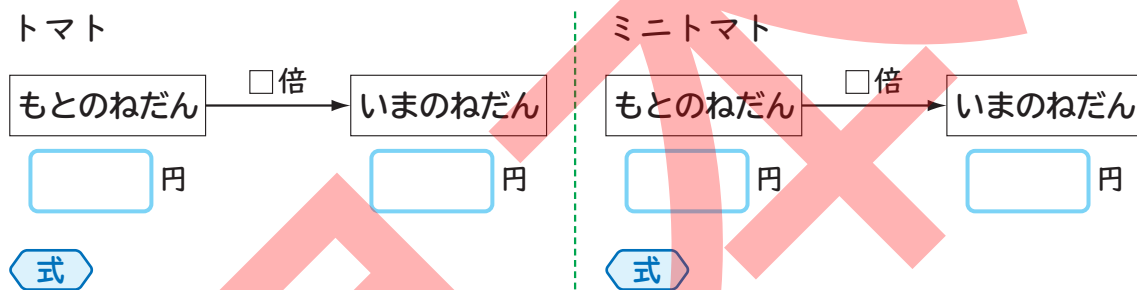 トマト
□倍
もとのねだん いまのねだん
円 円
式
ミニトマト
□倍
もとのねだん いまのねだん
円 円
式